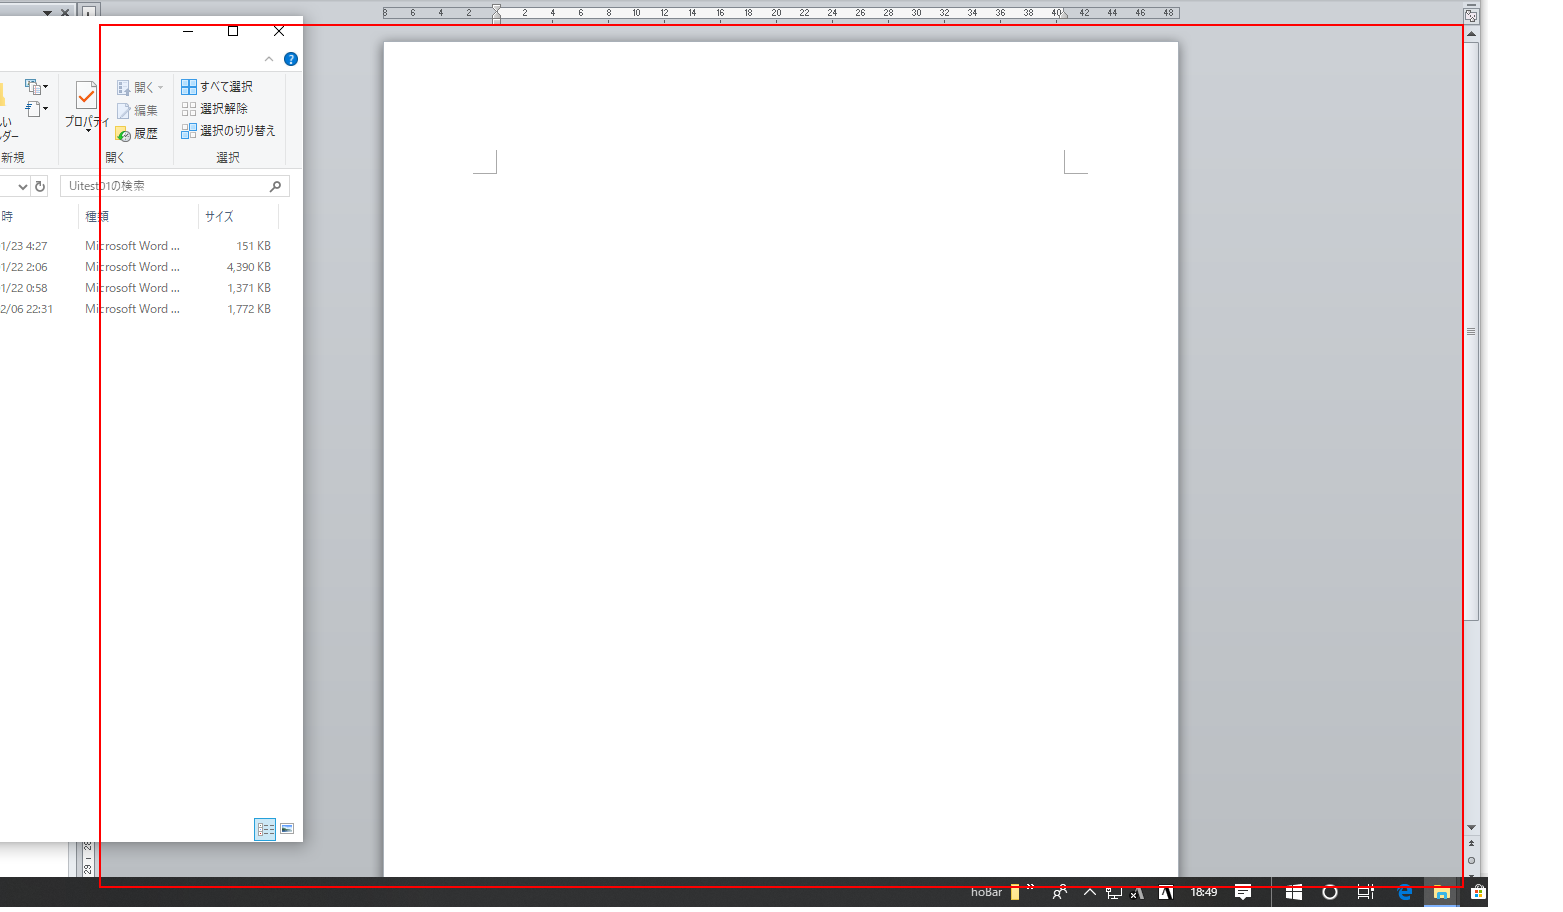 8 6 4 2 2 4 6 8 10 12 14 16 18 20 22 24 26 28 30 32 34 36 38 40 42 44 46 48
開く
すべて選択
編集
選択解除
プロパティ
履歴
選択の切り替え
しい
ルダー
新規
開く
選択
Uitest01の検索
時 種類 サイズ
1/23 4:27 Microsoft Word ... 151 KB
1/22 2:06 Microsoft Word ... 4,390 KB
1/22 0:58 Microsoft Word ... 1,371 KB
2/06 22:31 Microsoft Word ... 1,772 KB
28
29
hoBar
18:49